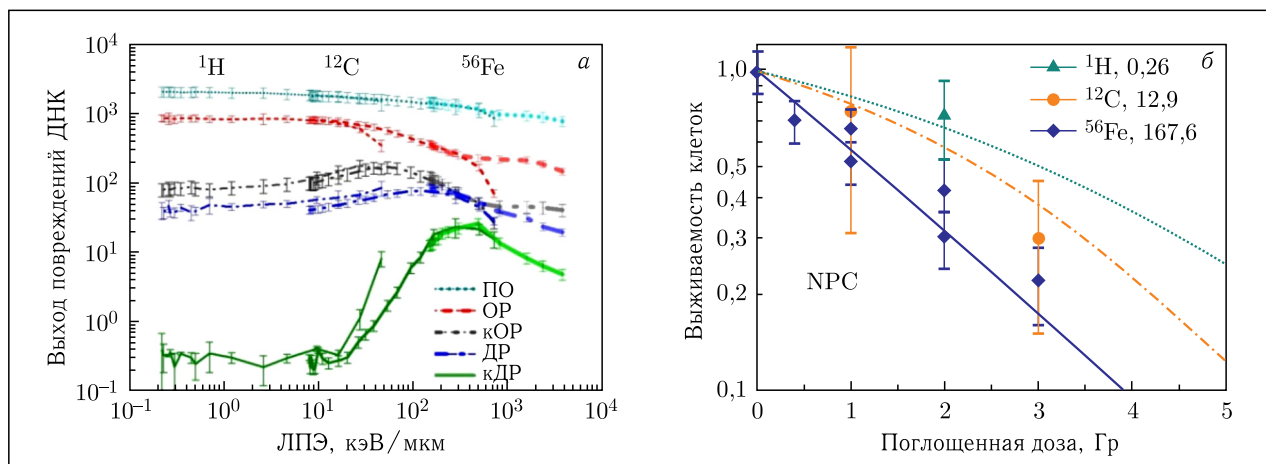 Выход повреждений ДНК
10⁴
10³
10²
10¹
10⁰
10⁻¹
¹H
¹²C
⁵⁶Fe
а
ПО
ОР
кОР
ДР
кДР
10⁻¹
10⁰
10¹
10²
10³
10⁴
ЛПЭ, кэВ/мкм
Выживаемость клеток
1,0
0,5
0,4
0,3
0,2
0,1
б
¹H, 0,26
¹²C, 12,9
⁵⁶Fe, 167,6
NPC
0
1
2
3
4
5
Поглощенная доза, Гр